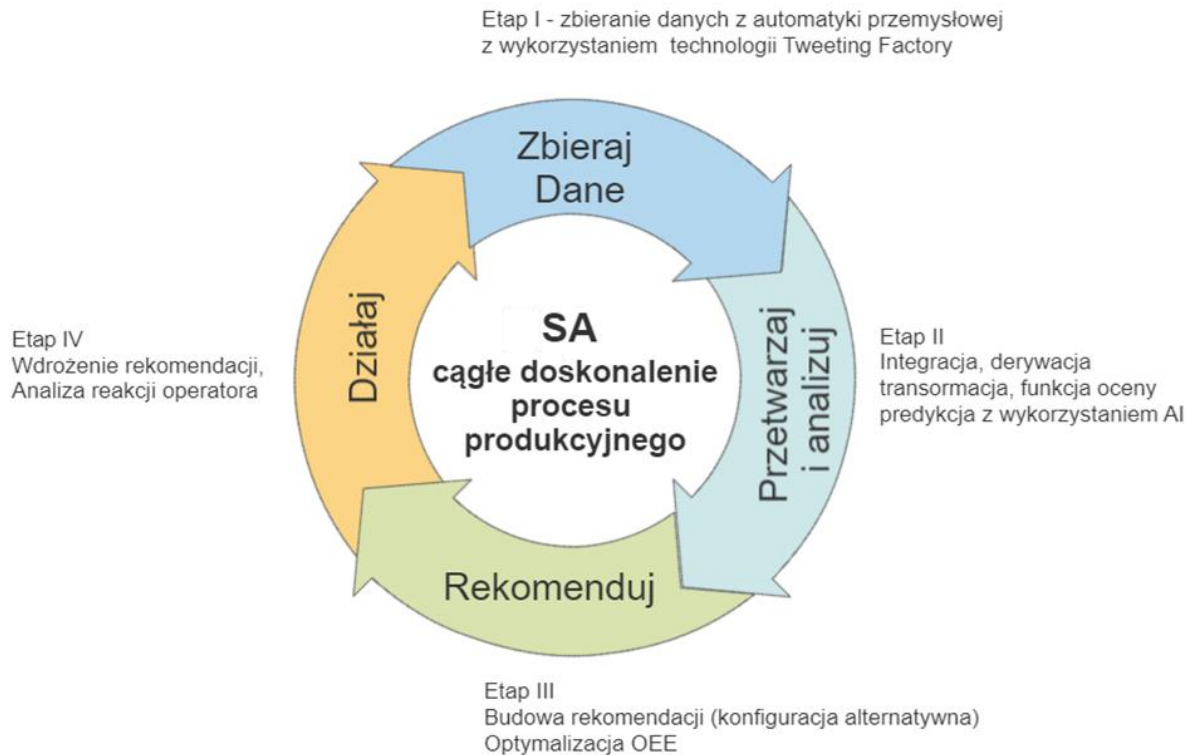 Etap I - zbieranie danych z automatyki przemysłowej
z wykorzystaniem technologii Tweeting Factory
Zbieraj
Dane
Przetwarzaj
i analizuj
Etap II
Integracja, derywacja
transormacja, funkcja oceny
predykcja z wykorzystaniem AI
Rekomenduj
Etap III
Budowa rekomendacji (konfiguracja alternatywna)
Optymalizacja OEE
Działaj
Etap IV
Wdrożenie rekomendacji,
Analiza reakcji operatora
SA
cągłe doskonalenie
procesu
produkcyjnego